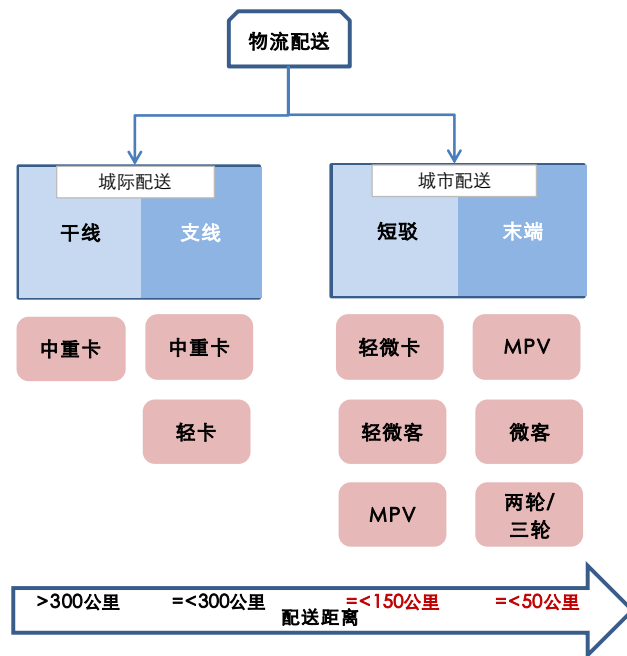 物流配送
城际配送
城市配送
干线
支线
短驳
末端
中重卡
中重卡
轻微卡
MPV
轻卡
轻微客
微客
MPV
两轮/
三轮
>300公里
=<300公里
=<150公里
=<50公里
配送距离